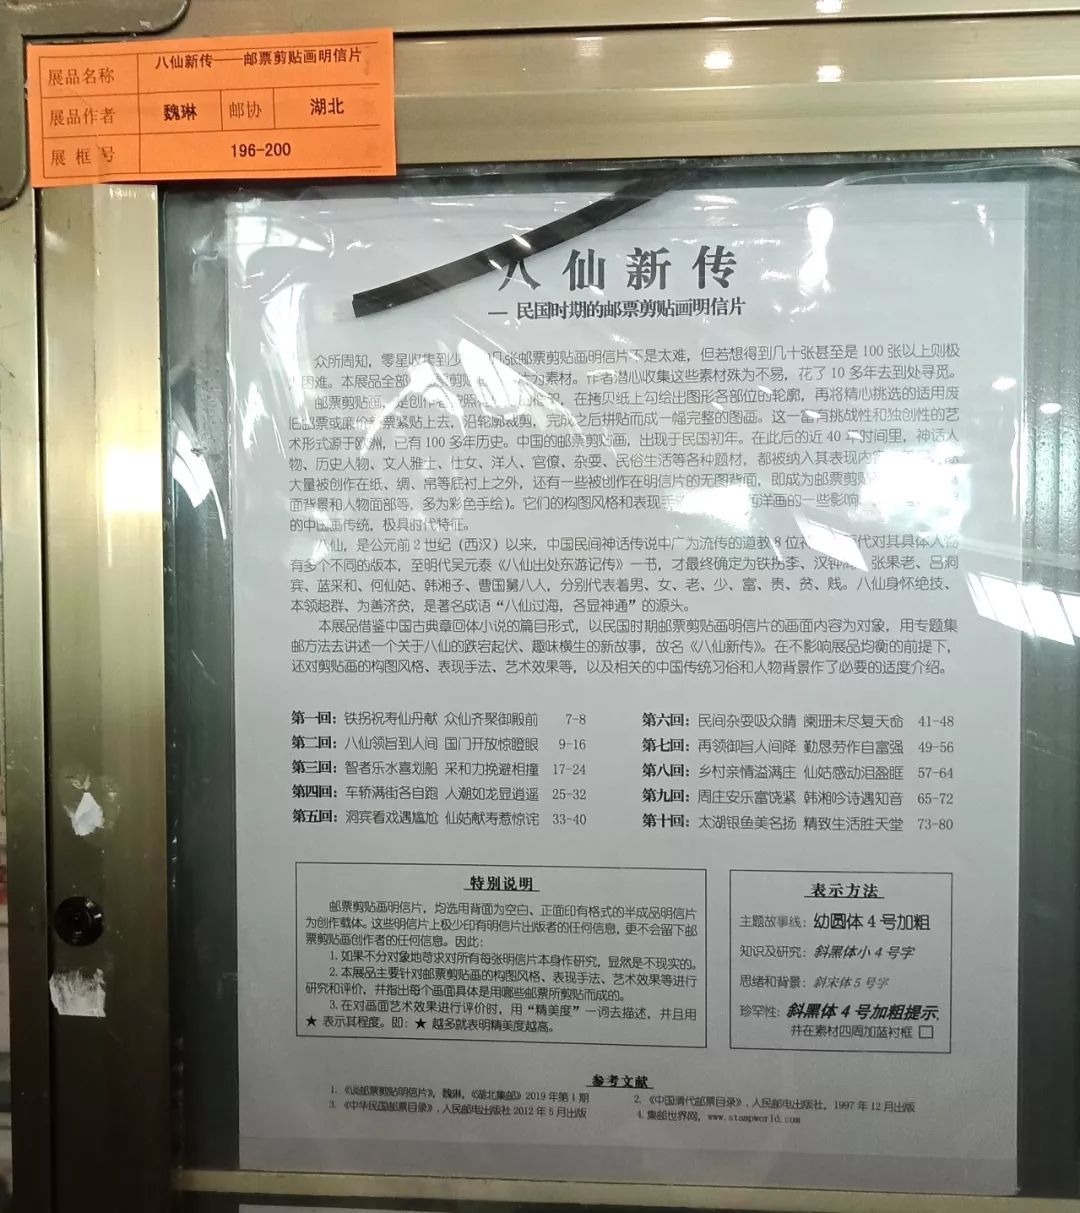 展品名称 八仙新传——邮票剪贴画明信片
展品作者 魏琳 邮协 湖北
展框号 196-200
八仙新传
— 民国时期的邮票剪贴画明信片
众所周知，零星收集到少 几张邮票剪贴画明信片不是太难，但若想得到几十张甚至是 100 张以上则极
困难。本展品全部 为素材。作者潜心收集这些素材殊为不易，花了 10 多年去到处寻觅。
邮票剪贴画， 是创作者 在拷贝纸上勾绘出图形各部位的轮廓，再将精心挑选的适用废
旧邮票或廉价邮票紧贴上去，沿轮廓裁剪，完成之后拼贴而成一幅完整的图画。这一富有挑战性和独创性的艺
术形式源于欧洲，已有 100 多年历史。中国的邮票剪贴画，出现于民国初年。在此后的近 40 年时间里，神话人
物、历史人物、文人雅士、仕女、洋人、官僚、杂耍、民俗生活等各种题材，都被纳入其表现内
大量被创作在纸、绸、帛等底衬上之外，还有一些被创作在明信片的无图背面，即成为邮票剪贴
面背景和人物面部等，多为彩色手绘）。它们的构图风格和表现手 西洋画的一些影响
的中国画传统，极具时代特征。
八仙，是公元前 2 世纪（西汉）以来，中国民间神话传说中广为流传的道教 8 位 代对其具体人物
有多个不同的版本，至明代吴元泰《八仙出处东游记传》一书，才最终确定为铁拐李、汉钟离、张果老、吕洞
宾、蓝采和、何仙姑、韩湘子、曹国舅八人，分别代表着男、女、老、少、富、贵、贫、贱。八仙身怀绝技、
本领超群、为善济贫，是著名成语“八仙过海，各显神通”的源头。
本展品借鉴中国古典章回体小说的篇目形式，以民国时期邮票剪贴画明信片的画面内容为对象，用专题集
邮方法去讲述一个关于八仙的跌宕起伏、趣味横生的新故事，故名《八仙新传》。在不影响展品均衡的前提下，
还对剪贴画的构图风格、表现手法、艺术效果等，以及相关的中国传统习俗和人物背景作了必要的适度介绍。
第一回：铁拐祝寿仙丹献 众仙齐聚御殿前 7-8
第二回：八仙领旨到人间 国门开放惊瞪眼 9-16
第三回：智者乐水喜划船 采和力挽避相撞 17-24
第四回：车轿满街各自跑 人潮如龙显逍遥 25-32
第五回：洞宾看戏遇尴尬 仙姑献寿惹惊诧 33-40
第六回：民间杂耍吸众睛 阑珊未尽复天命 41-48
第七回：再领御旨人间降 勤恳劳作自富强 49-56
第八回：乡村亲情溢满庄 仙姑感动泪盈眶 57-64
第九回：周庄安乐富饶紧 韩湘吟诗遇知音 65-72
第十回：太湖银鱼美名扬 精致生活胜天堂 73-80
特别说明
邮票剪贴画明信片，均选用背面为空白、正面印有格式的半成品明信片
为创作载体。这些明信片上极少印有明信片出版者的任何信息，更不会留下邮
票剪贴画创作者的任何信息。因此：
1. 如果不分对象地苛求对所有每张明信片本身作研究，显然是不现实的。
2. 本展品主要针对邮票剪贴画的构图风格、表现手法、艺术效果等进行
研究和评价，并指出每个画面具体是用哪些邮票所剪贴而成的。
3. 在对画面艺术效果进行评价时，用“精美度”一词去描述，并且用
★ 表示其程度。即：★ 越多就表明精美度越高。
表示方法
主题故事线：幼圆体 4 号加粗
知识及研究：斜黑体小 4 号字
思绪和背景：斜宋体 5 号字
珍罕性：斜黑体 4 号加粗提示，
并在素材四周加蓝衬框 □
参考文献
1. 《谈邮票剪贴明信片》，魏琳，《湖北集邮》2019 年第 1 期
2. 《中国清代邮票目录》，人民邮电出版社，1997 年 12 月出版
3. 《中华民国邮票目录》，人民邮电出版社 2012 年 5 月出版
4. 集邮世界网，www.stampworld.com